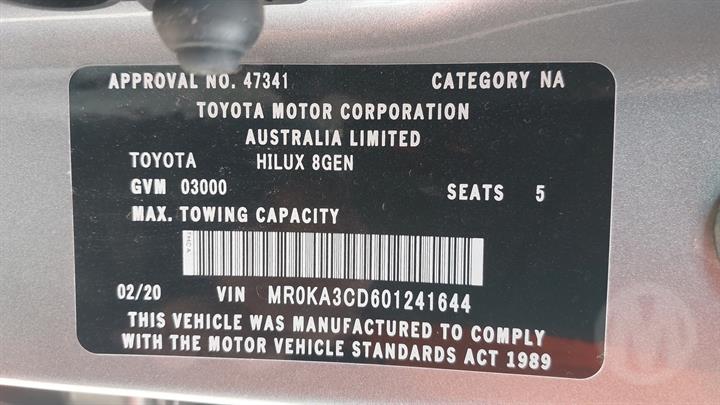 APPROVAL NO. 47341 CATEGORY NA
TOYOTA MOTOR CORPORATION
AUSTRALIA LIMITED
TOYOTA HILUX 8GEN
GVM 03000 SEATS 5
MAX. TOWING CAPACITY
THCA
02/20 VIN MR0KA3CD601241644
THIS VEHICLE WAS MANUFACTURED TO COMPLY
WITH THE MOTOR VEHICLE STANDARDS ACT 1989
M